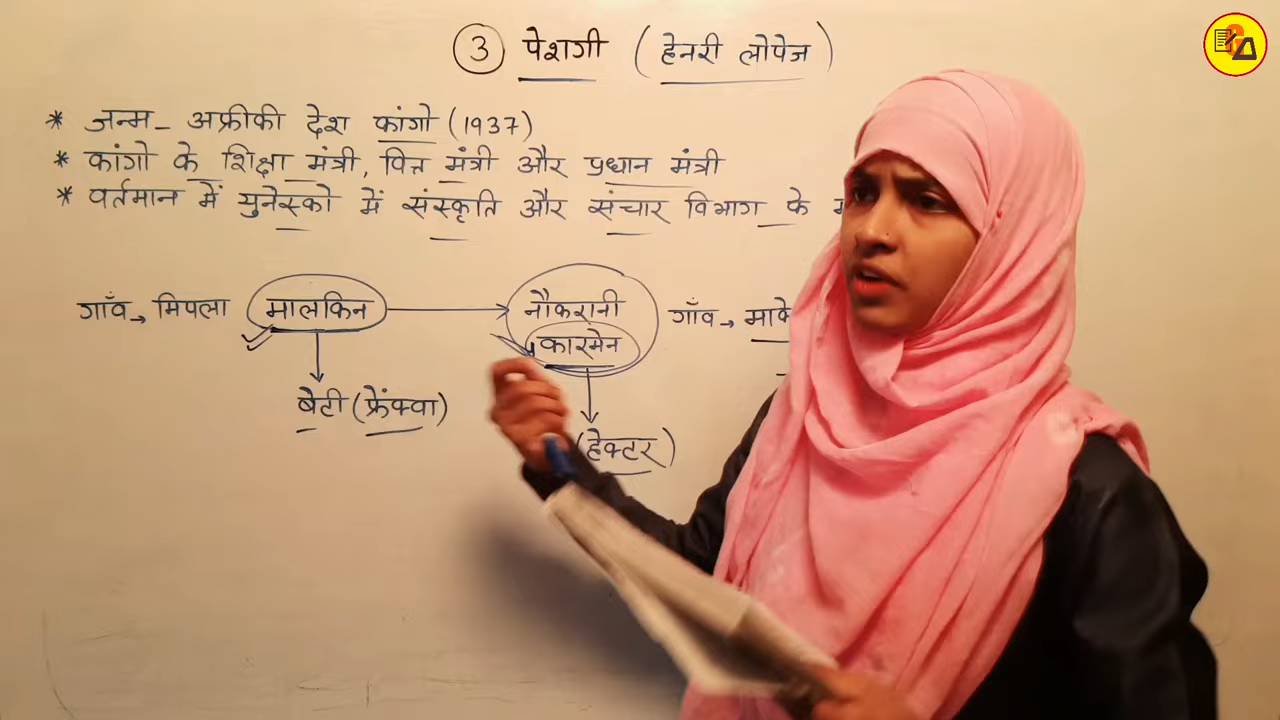 ③ पेशगी (हेनरी लोपेज)
* जन्म - अफ्रीकी देश कांगो (1937)
* कांगो के शिक्षा मंत्री, वित्त मंत्री और प्रधान मंत्री
* वर्तमान में युनेस्को में संस्कृति और संचार विभाग के
गाँव → मिपला मालकिन → नौकरानी गाँव →
कारमेन
बेटी (फ्रेंक्वा)
(हेक्टर)